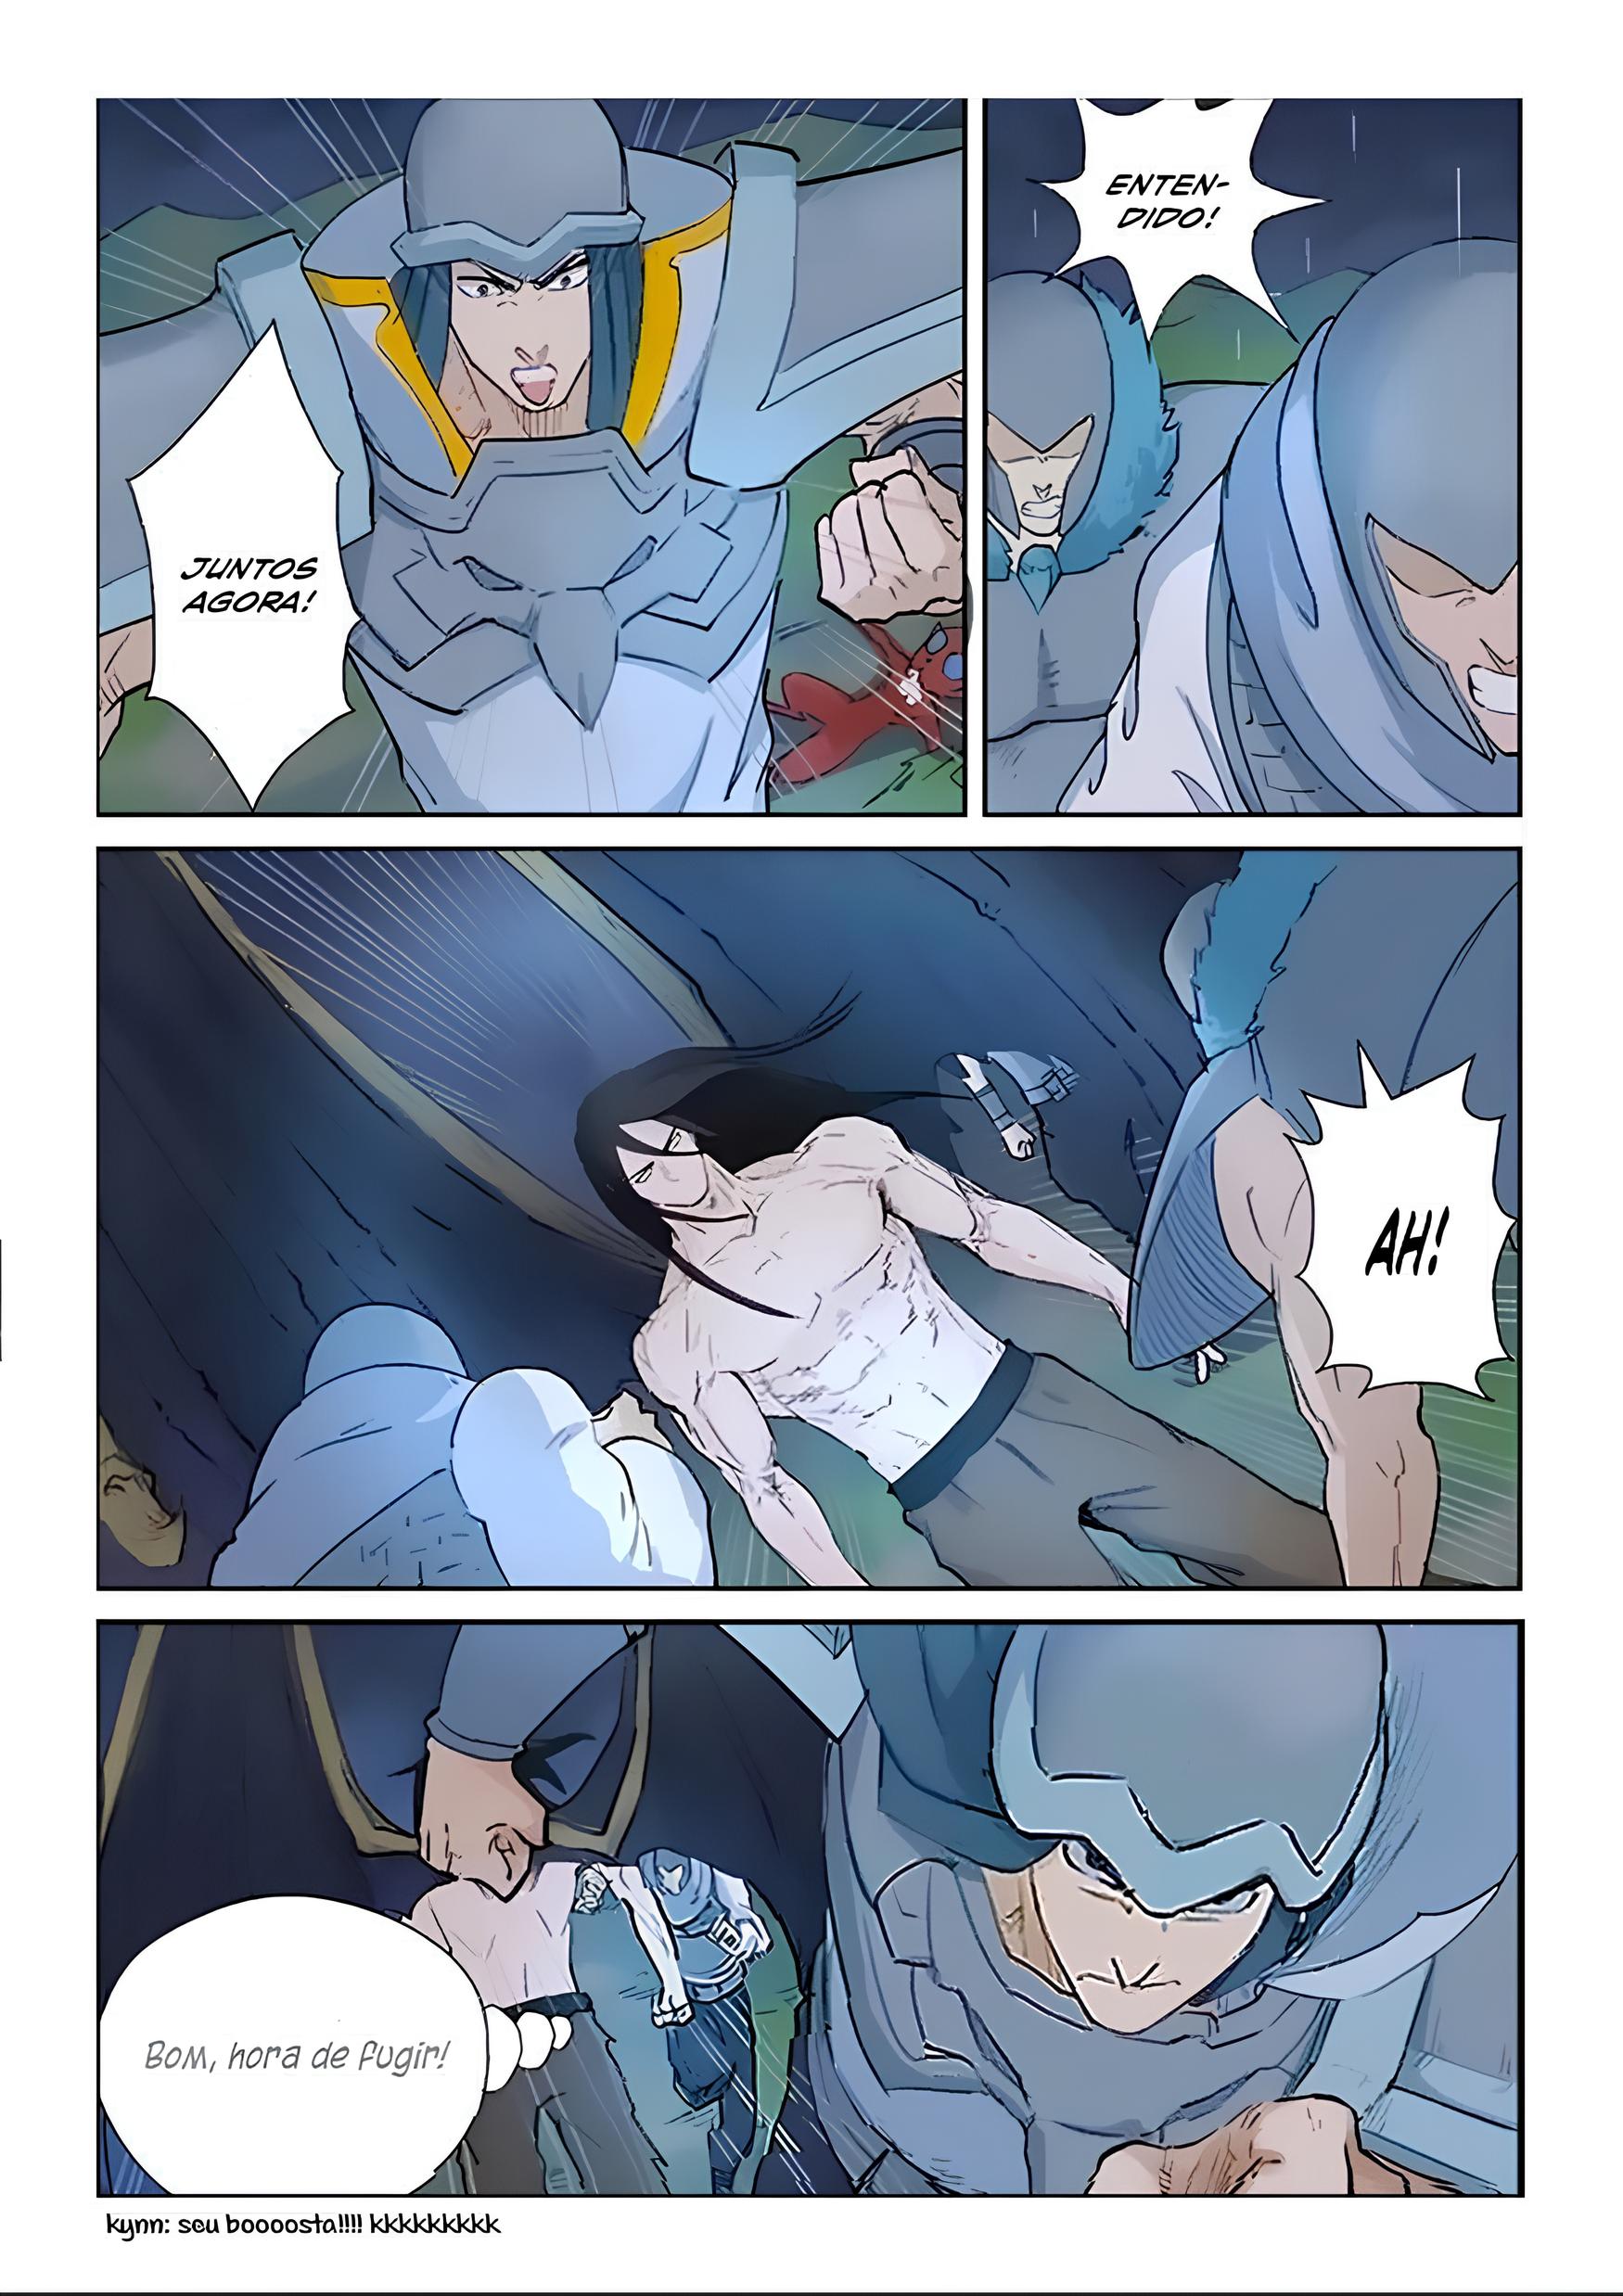 ENTEN-
DIDO!
JUNTOS
AGORA!
AH!
Bom, hora de fugir!
kynn: seu boooosta!!!! kkkkkkkkk